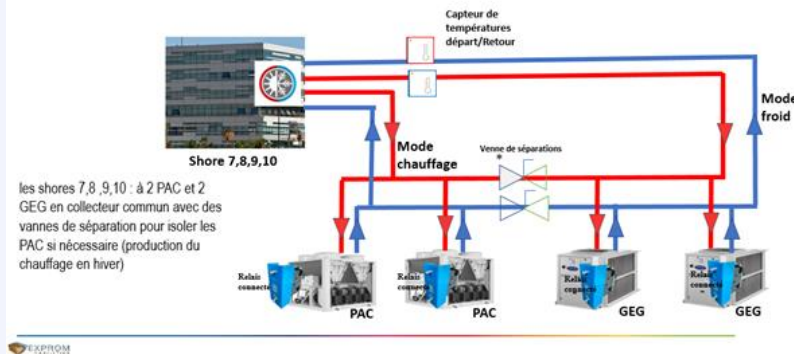 Capteur de
températures
départ/Retour
Mode
froid
Mode
chauffage
Venne de séparations
*
Shore 7,8,9,10
les shores 7,8 ,9,10 : à 2 PAC et 2
GEG en collecteur commun avec des
vannes de séparation pour isoler les
PAC si nécessaire (production du
chauffage en hiver)
Relais
connecté
PAC
Relais
connecté
PAC
Relais
connecté
GEG
Relais
connecté
GEG
EXPROM